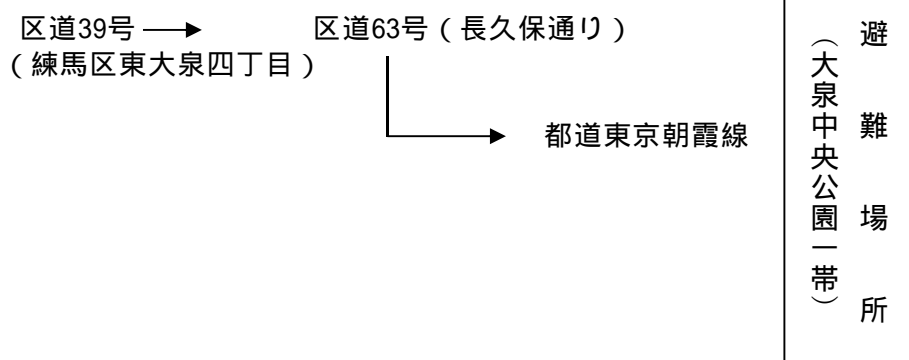 区道39号 → 区道63号（長久保通り）
（練馬区東大泉四丁目）
都道東京朝霞線
避難場所
（大泉中央公園一帯）